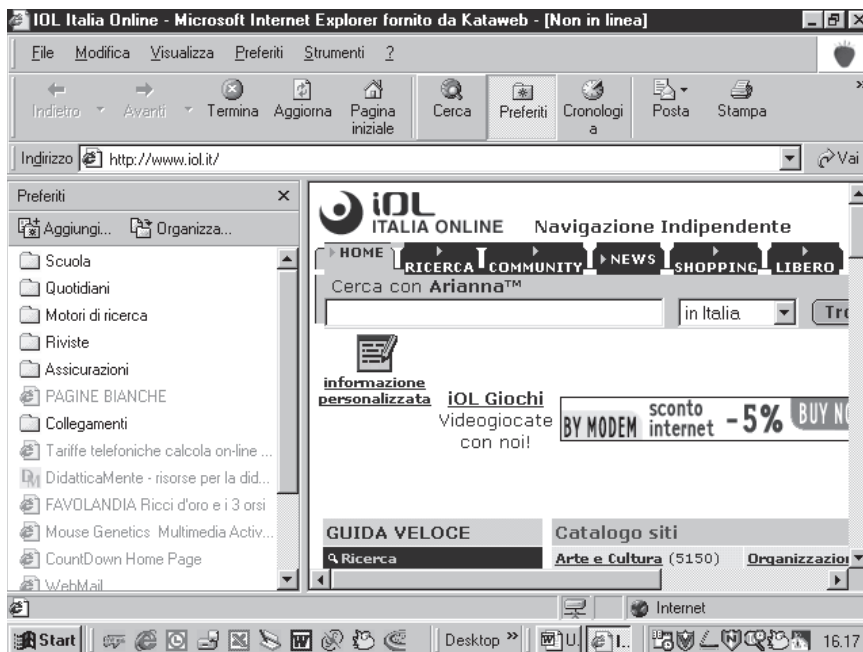 IOL Italia Online - Microsoft Internet Explorer fornito da Kataweb - [Non in linea]
File Modifica Visualizza Preferiti Strumenti ?
Indietro Avanti Termina Aggiorna Pagina iniziale Cerca Preferiti Cronologia Posta Stampa »
Indirizzo http://www.iol.it/ Vai
Preferiti
Aggiungi... Organizza...
Scuola
Quotidiani
Motori di ricerca
Riviste
Assicurazioni
PAGINE BIANCHE
Collegamenti
Tariffe telefoniche calcola on-line ...
DidatticaMente - risorse per la did...
FAVOLANDIA Ricci d'oro e i 3 orsi
Mouse Genetics Multimedia Activ...
CountDown Home Page
WebMail
iOL
ITALIA ONLINE Navigazione Indipendente
HOME RICERCA COMMUNITY NEWS SHOPPING LIBERO
Cerca con Arianna™
in Italia Tro
informazione
personalizzata
iOL Giochi
Videogiocate
con noi!
BY MODEM sconto internet -5% BUY NO
GUIDA VELOCE Catalogo siti
Ricerca Arte e Cultura (5150) Organizzazion
Internet
Start Desktop » U. I.. 16.17